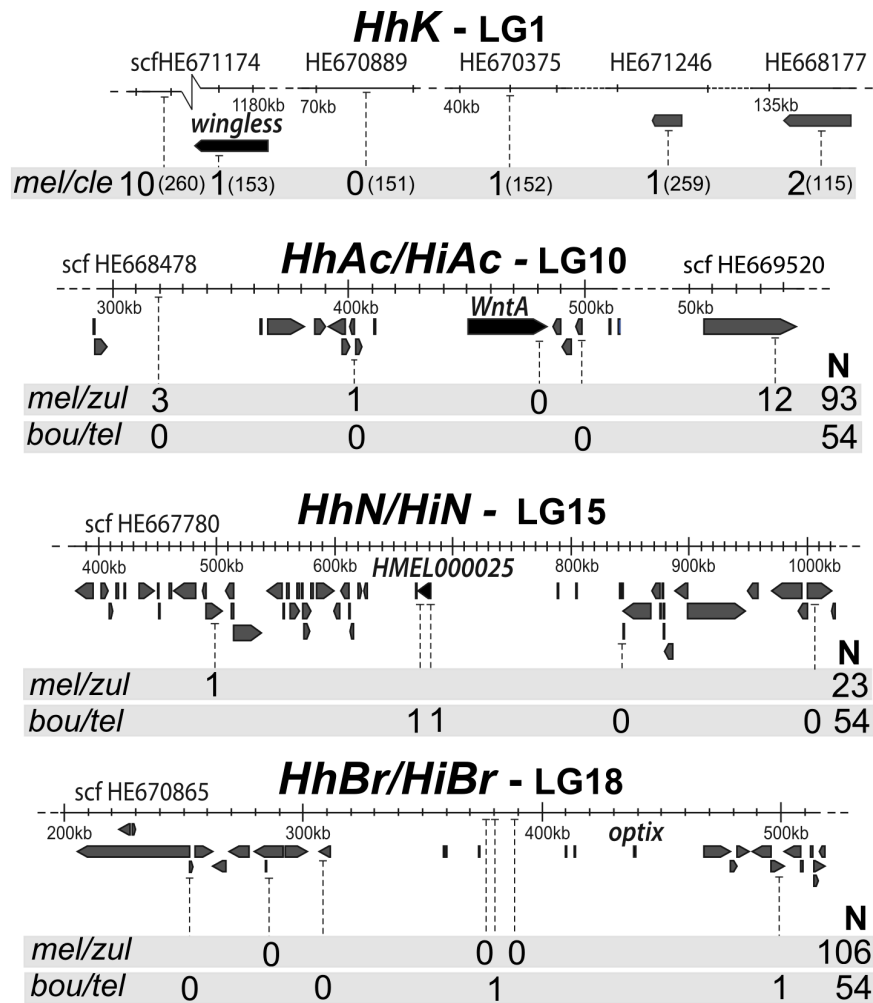 HhK - LG1
scfHE671174 HE670889 HE670375 HE671246 HE668177
1180kb 70kb 40kb 135kb
wingless
mel/cle 10(260) 1(153) 0(151) 1(152) 1(259) 2(115)
HhAc/HiAc - LG10
scf HE668478 scf HE669520
300kb 400kb 500kb 50kb
WntA
N
mel/zul 3 1 0 12 93
bou/tel 0 0 0 54
HhN/HiN - LG15
scf HE667780
400kb 500kb 600kb 800kb 900kb 1000kb
HMEL000025
N
mel/zul 1 23
bou/tel 1 1 0 0 54
HhBr/HiBr - LG18
scf HE670865
200kb 300kb 400kb optix 500kb
N
mel/zul 0 0 0 106
bou/tel 0 0 1 1 54